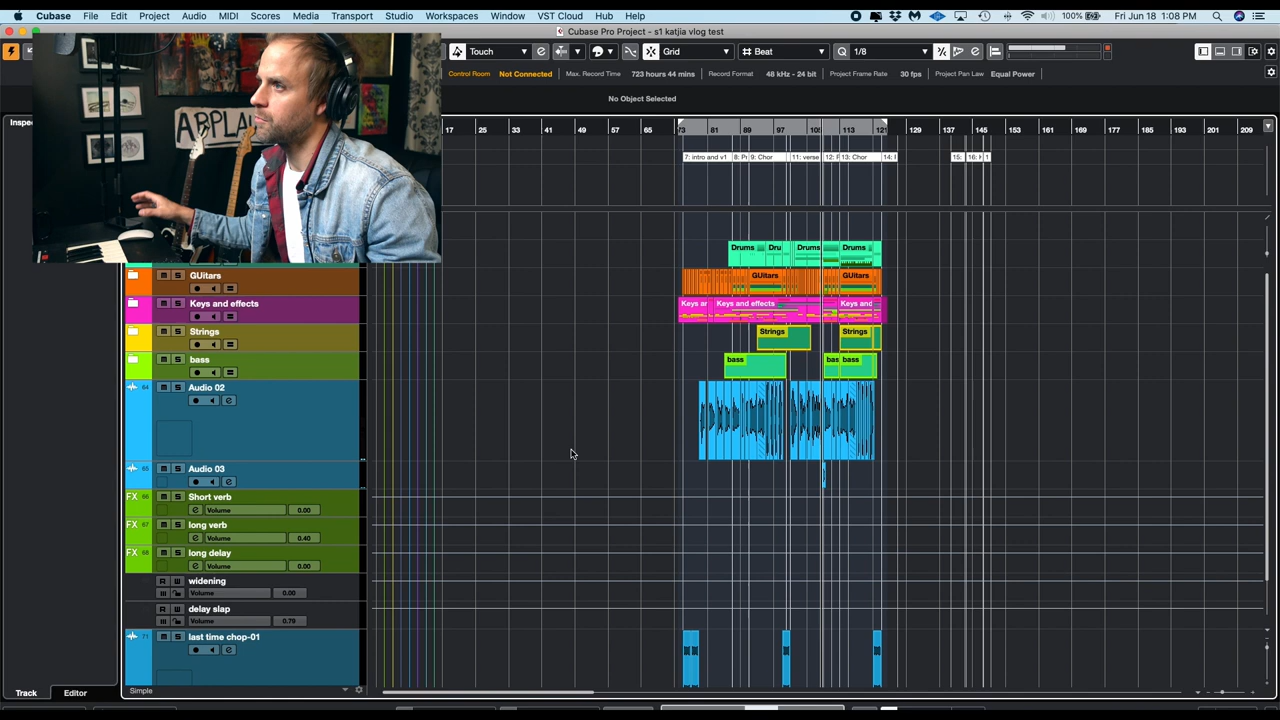 Cubase File Edit Project Audio MIDI Scores Media Transport Studio Workspaces Window VST Cloud Hub Help 100% Fri Jun 18 1:08 PM
Cubase Pro Project - s1 katjia vlog test
Touch Grid Beat Q 1/8
Control Room Not Connected Max. Record Time 723 hours 44 mins Record Format 48 kHz - 24 bit Project Frame Rate 30 fps Project Pan Law Equal Power
No Object Selected
Inspe
17 25 33 41 49 57 65 73 81 89 97 105 113 121 129 137 145 153 161 169 177 185 193 201 209
7: intro and v1 8: P 9: Chor 11: verse 12: F 13: Chor 14: 15: 16: 1
APPLAU
Drums Dru Drums Drums
M S GUitars GUitars GUitars
M S Keys and effects Keys ar Keys and effects Keys and
M S Strings Strings Strings
M S bass bass bas bass
64 M S Audio 02
65 M S Audio 03
FX 66 M S Short verb
Volume 0.00
FX 67 M S long verb
Volume 0.40
FX 68 M S long delay
Volume 0.00
R W widening
Volume 0.00
R W delay slap
Volume 0.79
71 M S last time chop-01
Track Editor Simple